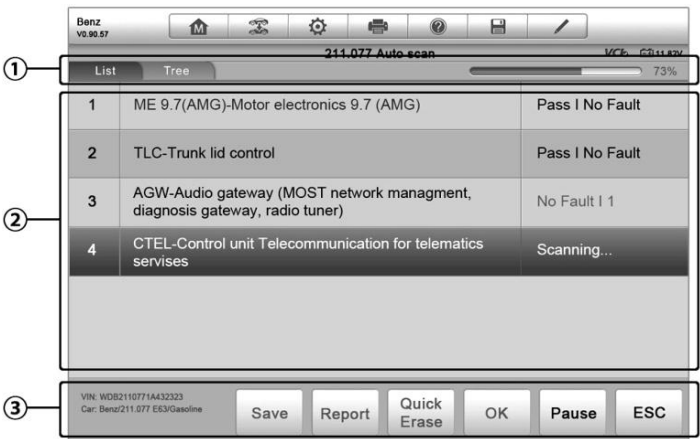 Benz
V0.90.57
211.077 Auto scan
VCI 11.82V
1
List
Tree
73%
2
1
ME 9.7(AMG)-Motor electronics 9.7 (AMG)
Pass I No Fault
2
TLC-Trunk lid control
Pass I No Fault
3
AGW-Audio gateway (MOST network managment,
diagnosis gateway, radio tuner)
No Fault I 1
4
CTEL-Control unit Telecommunication for telematics
servises
Scanning...
3
VIN: WDB2110771A432323
Car: Benz/211.077 E63/Gasoline
Save
Report
Quick
Erase
OK
Pause
ESC